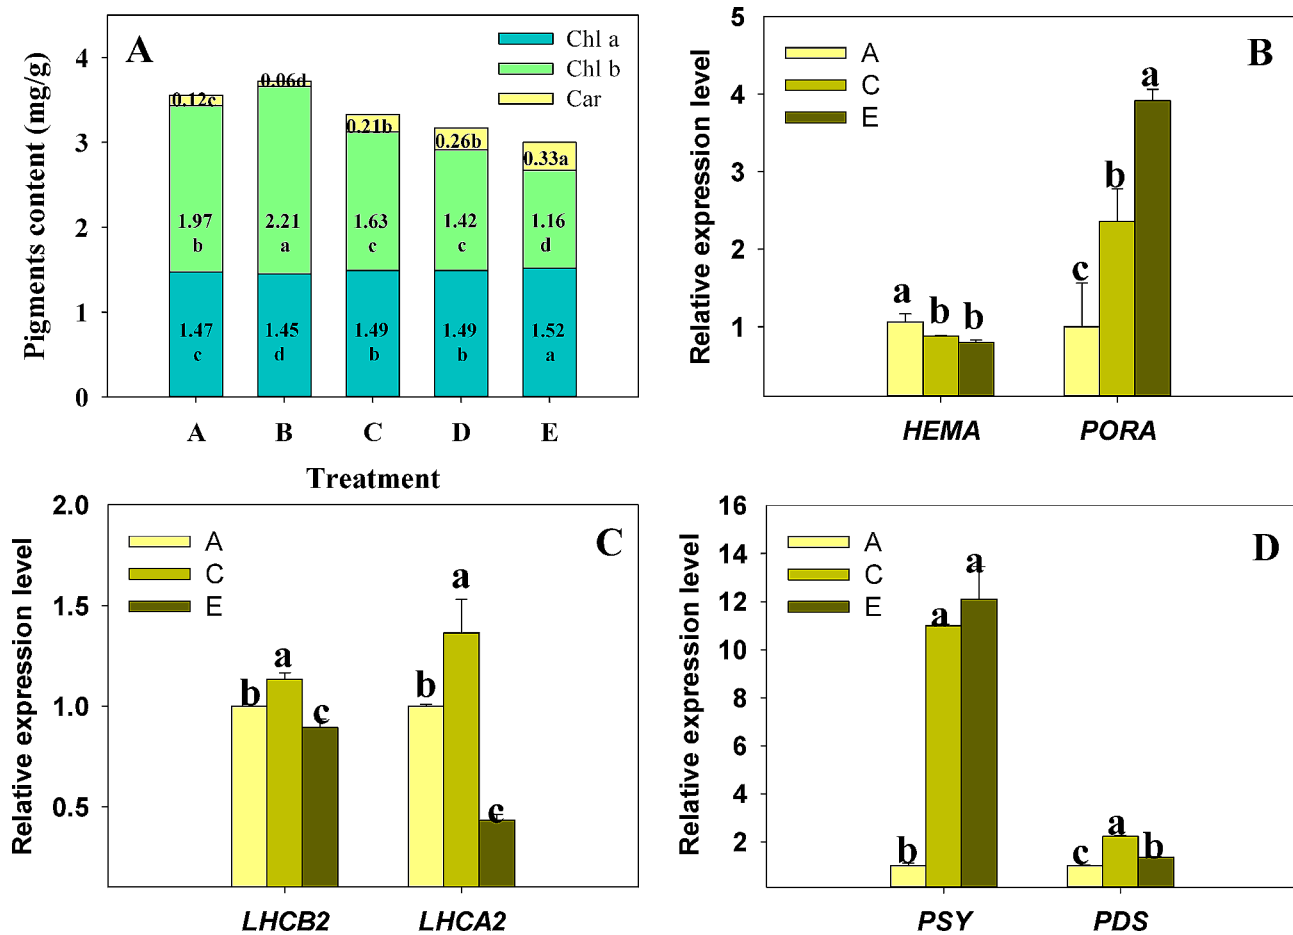 A
Chl a
Chl b
Car
Pigments content (mg/g)
4
3
2
1
0
0.12c
0.06d
0.21b
0.26b
0.33a
1.97
b
2.21
a
1.63
c
1.42
c
1.16
d
1.47
c
1.45
d
1.49
b
1.49
b
1.52
a
A B C D E
Treatment
B
A
C
E
Relative expression level
5
4
3
2
1
a b b
c b a
HEMA PORA
C
A
C
E
Relative expression level
2.0
1.5
1.0
0.5
b a c
b a c
LHCB2 LHCA2
D
A
C
E
Relative expression level
16
14
12
10
8
6
4
2
b a a
c a b
PSY PDS